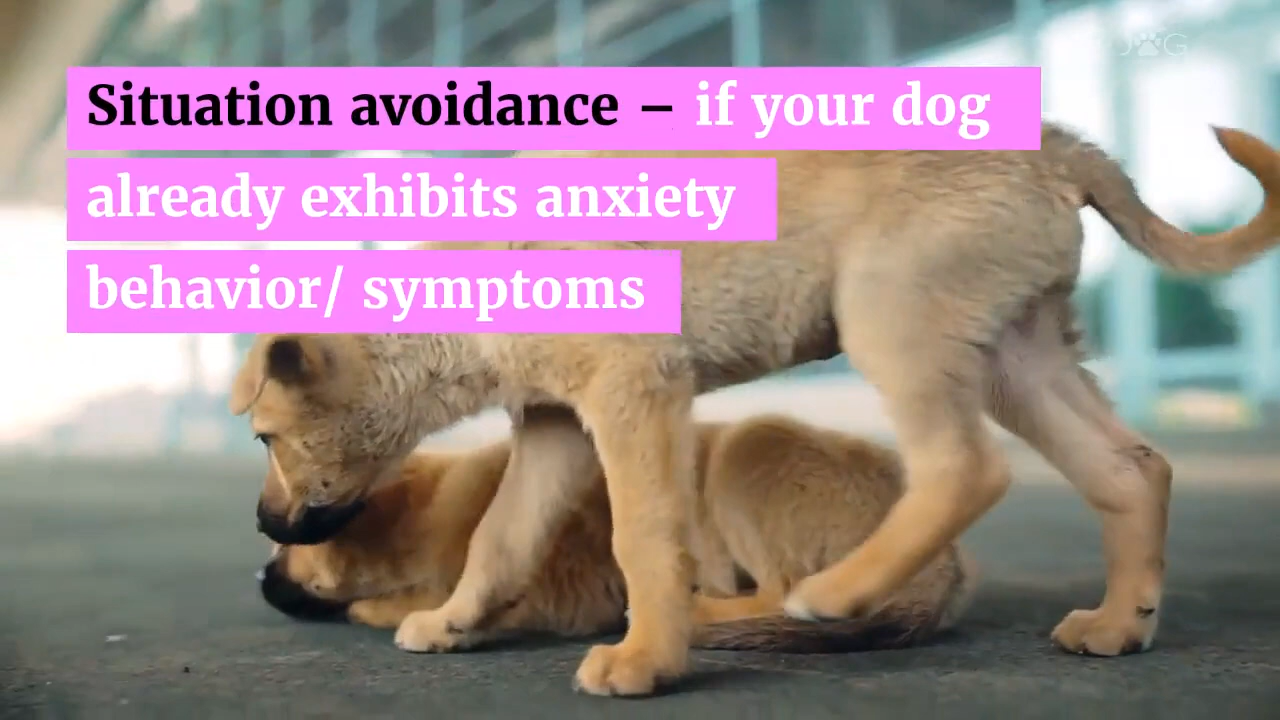 Situation avoidance – if your dog
already exhibits anxiety
behavior/ symptoms